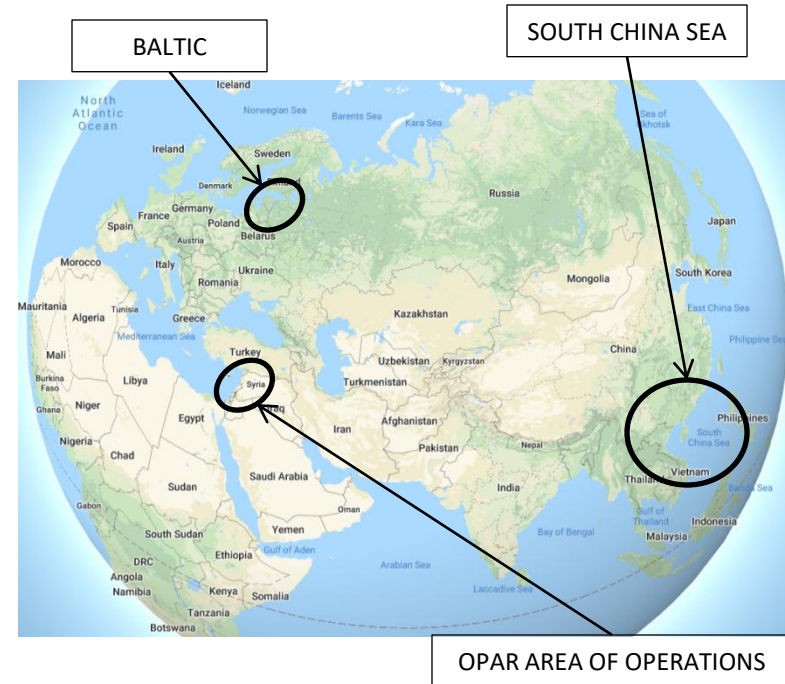 SOUTH CHINA SEA
BALTIC
Iceland
North
Atlantic
Ocean
Norwegian Sea
Barents Sea
Kara Sea
Sea of
Ireland
Sweden
Denmark
Russia
Germany
France
Poland
Belarus
Spain
Austria
Japan
Morocco
Italy
Ukraine
Mongolia
South Korea
Romania
Mauritania
Algeria
Tunisia
Greece
Kazakhstan
East China Sea
Mediterranean Sea
Philippine Se
Mali
Turkey
China
Uzbekistan
Kyrgyzstan
Burkina
Faso
Libya
Syria
Turkmenistan
Ghana
Niger
Egypt
Iran
Afghanistan
Philippines
Nigeria
Pakistan
Nepal
South
China Sea
Chad
Saudi Arabia
India
Vietnam
Sudan
Gabon
Oman
Gulf of
Thailand
Indonesia
Yemen
South Sudan
Bay of Bengal
Malaysia
Ethiopia
Gulf of Aden
DRC
Arabian Sea
Angola
Namibia
Kenya
Somalia
Laccadive Sea
Tanzania
Botswana
OPAR AREA OF OPERATIONS